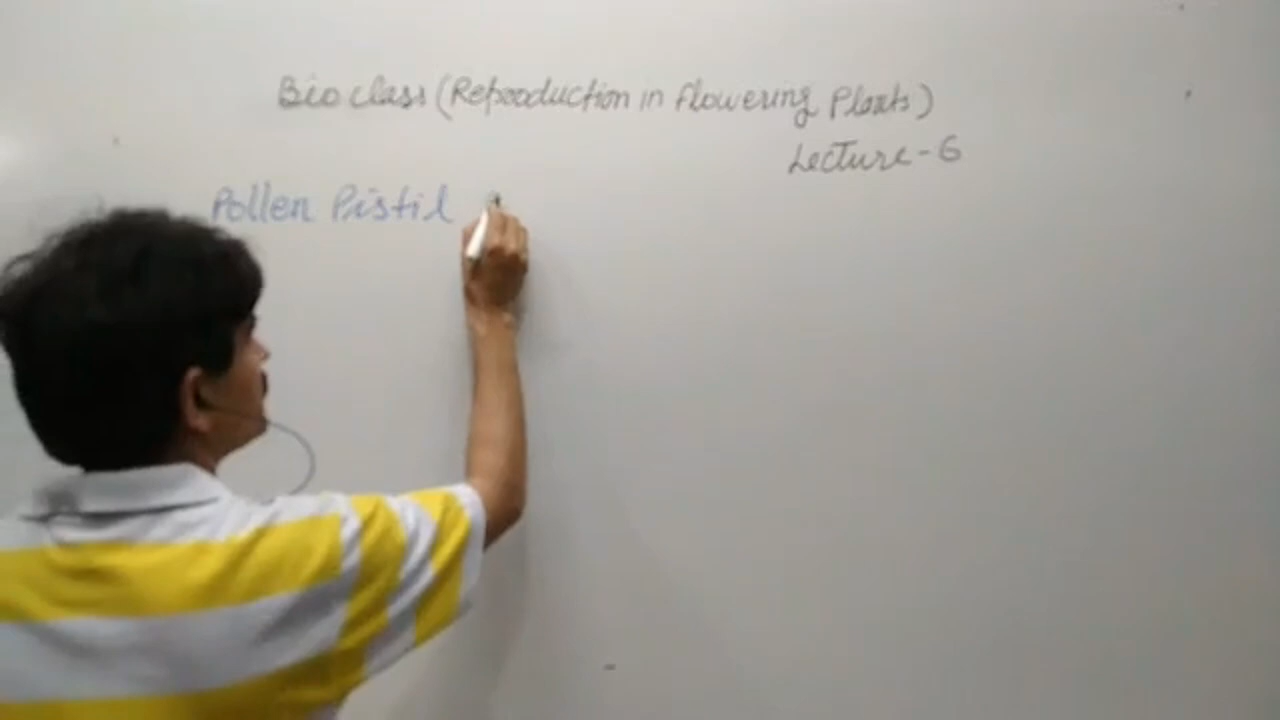 Bio class (Reproduction in flowering Plants)
Lecture-6
Pollen Pistil